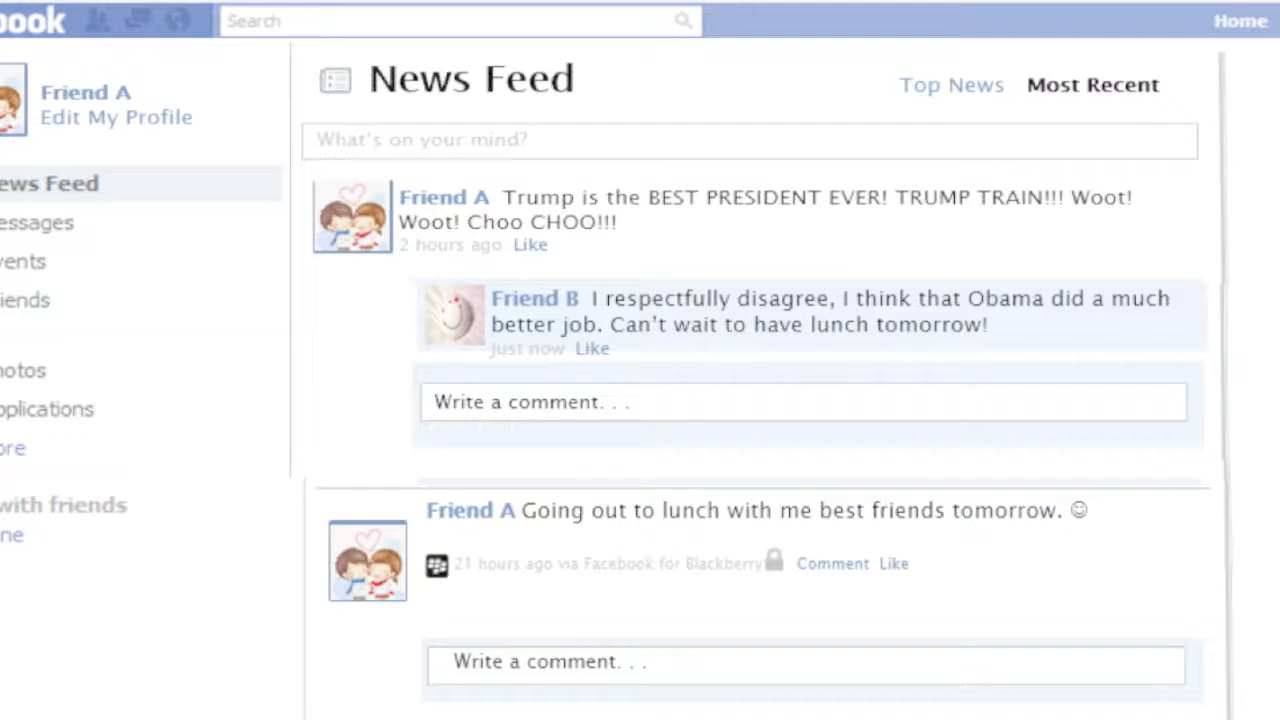 book
Search
Home
Friend A
Edit My Profile
News Feed
Top News
Most Recent
What's on your mind?
ews Feed
essages
vents
iends
hotos
pplications
ore
with friends
ne
Friend A Trump is the BEST PRESIDENT EVER! TRUMP TRAIN!!! Woot!
Woot! Choo CHOO!!!
2 hours ago Like
Friend B I respectfully disagree, I think that Obama did a much
better job. Can't wait to have lunch tomorrow!
Just now Like
Write a comment. . .
Friend A Going out to lunch with me best friends tomorrow. ☺
21 hours ago via Facebook for Blackberry Comment Like
Write a comment. . .